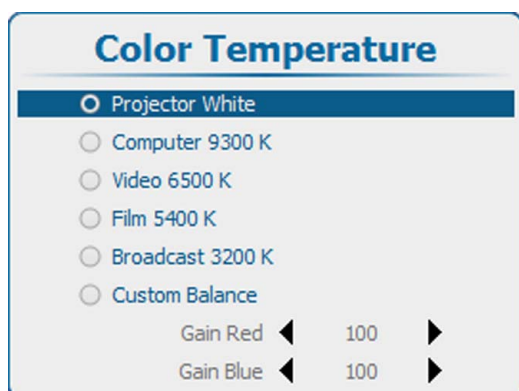 Color Temperature
Projector White
Computer 9300 K
Video 6500 K
Film 5400 K
Broadcast 3200 K
Custom Balance
Gain Red 100
Gain Blue 100